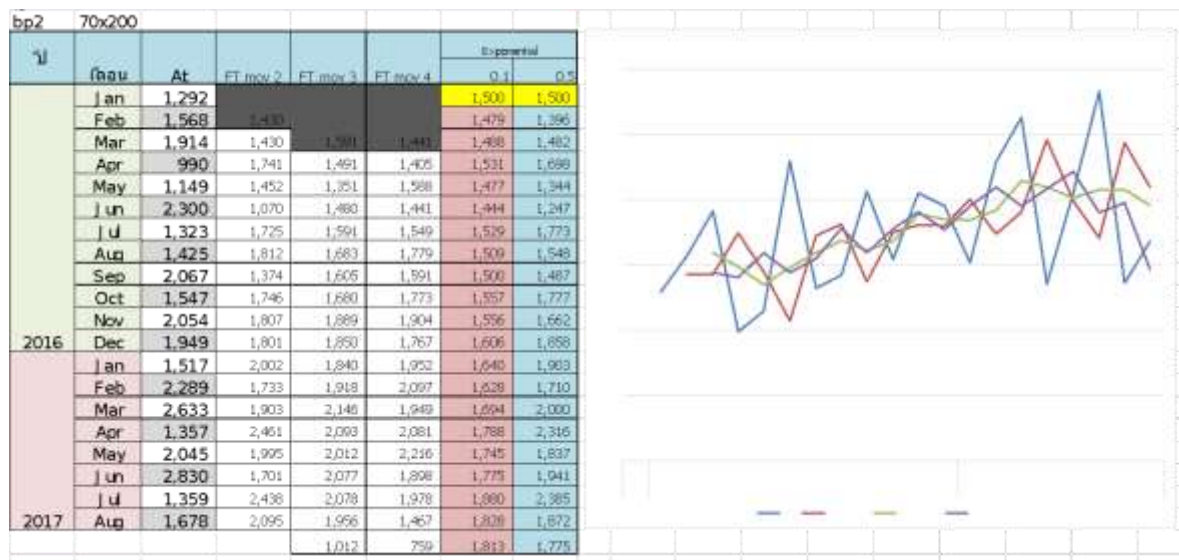 bp2 70x200
ปี เดือน At FT mov 2 FT mov 3 FT mov 4 Exponential
0.1 0.5
Jan 1,292 1,500 1,500
Feb 1,568 1,430 1,479 1,396
Mar 1,914 1,430 1,591 1,441 1,488 1,482
Apr 990 1,741 1,491 1,405 1,531 1,698
May 1,149 1,452 1,351 1,588 1,477 1,344
Jun 2,300 1,070 1,480 1,441 1,444 1,247
Jul 1,323 1,725 1,591 1,549 1,529 1,773
Aug 1,425 1,812 1,683 1,779 1,509 1,548
Sep 2,067 1,374 1,605 1,591 1,500 1,487
Oct 1,547 1,746 1,680 1,773 1,557 1,777
Nov 2,054 1,807 1,889 1,904 1,556 1,662
2016 Dec 1,949 1,801 1,850 1,767 1,606 1,858
Jan 1,517 2,002 1,840 1,952 1,640 1,903
Feb 2,289 1,733 1,918 2,097 1,628 1,710
Mar 2,633 1,903 2,146 1,949 1,694 2,000
Apr 1,357 2,461 2,093 2,081 1,788 2,316
May 2,045 1,995 2,012 2,216 1,745 1,837
Jun 2,830 1,701 2,077 1,898 1,775 1,941
Jul 1,359 2,438 2,078 1,978 1,880 2,385
2017 Aug 1,678 2,095 1,956 1,467 1,828 1,872
1,012 759 1,813 1,775